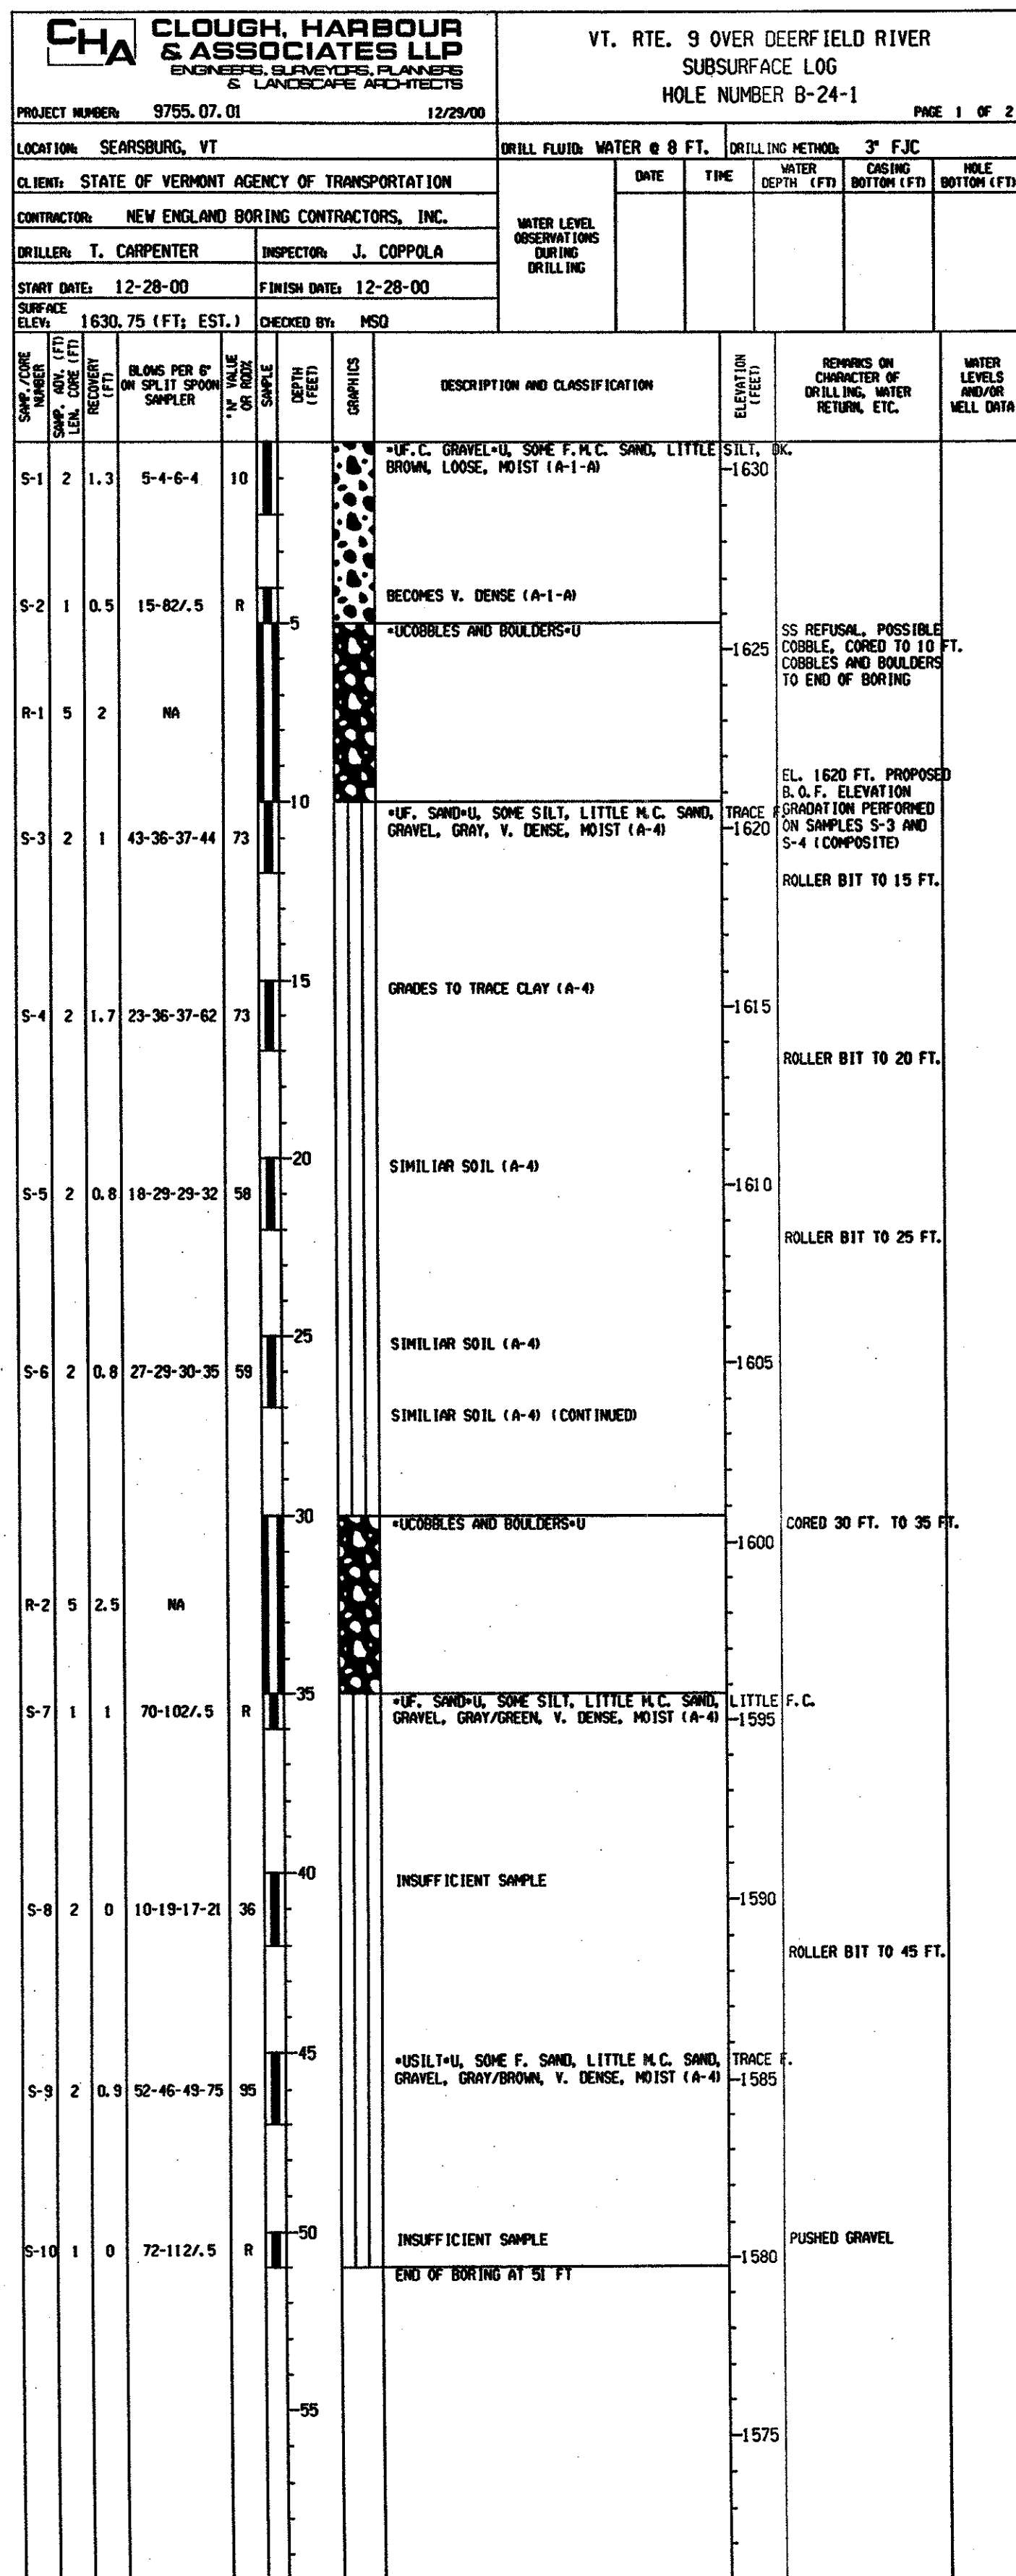 CHA
CLOUGH, HARBOUR
& ASSOCIATES LLP
ENGINEERS, SURVEYORS, PLANNERS
& LANDSCAPE ARCHITECTS
PROJECT NUMBER: 9755.07.01 12/29/00
VT. RTE. 9 OVER DEERFIELD RIVER
SUBSURFACE LOG
HOLE NUMBER B-24-1
PAGE 1 OF 2
LOCATION: SEARSBURG, VT
DRILL FLUID: WATER @ 8 FT. DRILLING METHOD: 3" FJC
CLIENT: STATE OF VERMONT AGENCY OF TRANSPORTATION
CONTRACTOR: NEW ENGLAND BORING CONTRACTORS, INC.
DRILLER: T. CARPENTER INSPECTOR: J. COPPOLA
START DATE: 12-28-00 FINISH DATE: 12-28-00
SURFACE
ELEV: 1630.75 (FT; EST.) CHECKED BY: MSQ
WATER LEVEL
OBSERVATIONS
DURING
DRILLING
DATE TIME WATER DEPTH (FT) CASING BOTTOM (FT) HOLE BOTTOM (FT)
SAMP./CORE NUMBER
SAMP. ADV. (FT) LEN. CORE (FT)
RECOVERY (FT)
BLOWS PER 6" ON SPLIT SPOON SAMPLER
"N" VALUE OR RQD%
SAMPLE
DEPTH (FEET)
GRAPHICS
DESCRIPTION AND CLASSIFICATION
ELEVATION (FEET)
REMARKS ON CHARACTER OF DRILLING, WATER RETURN, ETC.
WATER LEVELS AND/OR WELL DATA
*UF.C. GRAVEL*U, SOME F.M.C. SAND, LITTLE SILT, DK.
BROWN, LOOSE, MOIST (A-1-A)
1630
S-1 2 1.3 5-4-6-4 10
BECOMES V. DENSE (A-1-A)
S-2 1 0.5 15-82/.5 R
5
*UCOBBLES AND BOULDERS*U
1625
SS REFUSAL, POSSIBLE
COBBLE, CORED TO 10 FT.
COBBLES AND BOULDERS
TO END OF BORING
R-1 5 2 NA
EL. 1620 FT. PROPOSED
B.O.F. ELEVATION
GRADATION PERFORMED
ON SAMPLES S-3 AND
S-4 (COMPOSITE)
10
*UF. SAND*U, SOME SILT, LITTLE M.C. SAND, TRACE F.
GRAVEL, GRAY, V. DENSE, MOIST (A-4)
1620
S-3 2 1 43-36-37-44 73
ROLLER BIT TO 15 FT.
15
GRADES TO TRACE CLAY (A-4)
1615
S-4 2 1.7 23-36-37-62 73
ROLLER BIT TO 20 FT.
20
SIMILIAR SOIL (A-4)
1610
S-5 2 0.8 18-29-29-32 58
ROLLER BIT TO 25 FT.
25
SIMILIAR SOIL (A-4)
1605
S-6 2 0.8 27-29-30-35 59
SIMILIAR SOIL (A-4) (CONTINUED)
30
*UCOBBLES AND BOULDERS*U
CORED 30 FT. TO 35 FT.
1600
R-2 5 2.5 NA
35
*UF. SAND*U, SOME SILT, LITTLE M.C. SAND, LITTLE F.C.
GRAVEL, GRAY/GREEN, V. DENSE, MOIST (A-4)
1595
S-7 1 1 70-102/.5 R
40
INSUFFICIENT SAMPLE
1590
S-8 2 0 10-19-17-21 36
ROLLER BIT TO 45 FT.
45
*USILT*U, SOME F. SAND, LITTLE M.C. SAND, TRACE F.
GRAVEL, GRAY/BROWN, V. DENSE, MOIST (A-4)
1585
S-9 2 0.9 52-46-49-75 95
50
INSUFFICIENT SAMPLE
PUSHED GRAVEL
1580
S-10 1 0 72-112/.5 R
END OF BORING AT 51 FT
55
1575